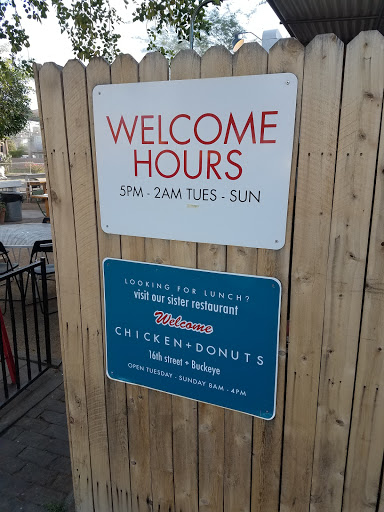 WELCOME
HOURS
5PM - 2AM TUES - SUN
LOOKING FOR LUNCH?
visit our sister restaurant
Welcome
CHICKEN+DONUTS
16th street + Buckeye
OPEN TUESDAY - SUNDAY 8AM - 4PM